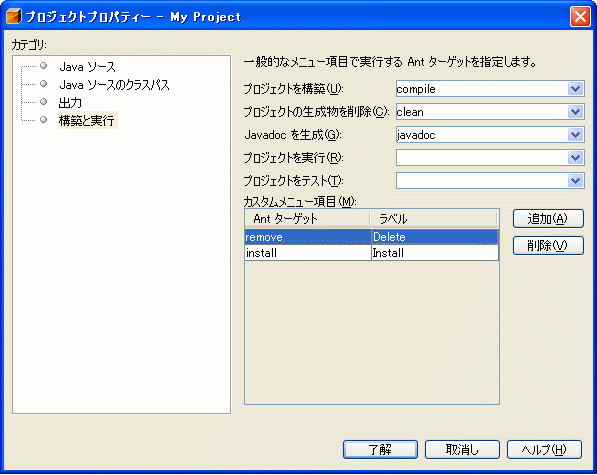 プロジェクトプロパティー - My Project
カテゴリ:
Java ソース
Java ソースのクラスパス
出力
構築と実行
一般的なメニュー項目で実行する Ant ターゲットを指定します。
プロジェクトを構築(U): compile
プロジェクトの生成物を削除(C): clean
Javadoc を生成(G): javadoc
プロジェクトを実行(R):
プロジェクトをテスト(T):
カスタムメニュー項目(M):
Ant ターゲット ラベル
remove Delete
install Install
追加(A)
削除(V)
了解 取消し ヘルプ(H)